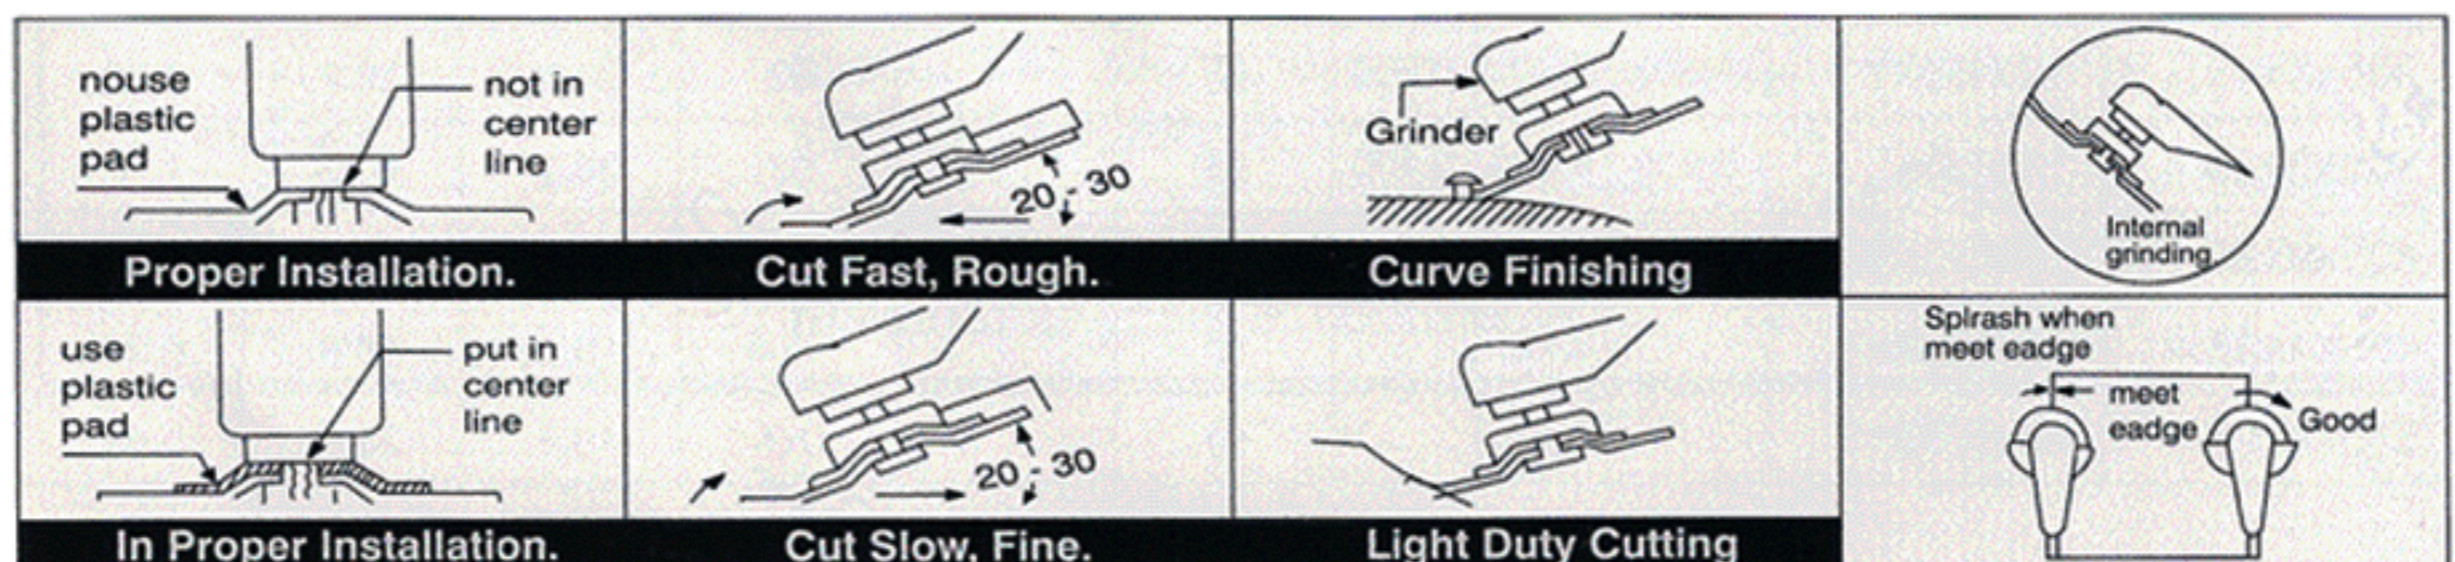 nouse
plastic
pad
not in
center
line
Proper Installation.
20 - 30
Cut Fast, Rough.
Grinder
Curve Finishing
Internal
grinding
use
plastic
pad
put in
center
line
In Proper Installation.
20 - 30
Cut Slow, Fine.
Light Duty Cutting
Splrash when
meet eadge
meet
eadge
Good